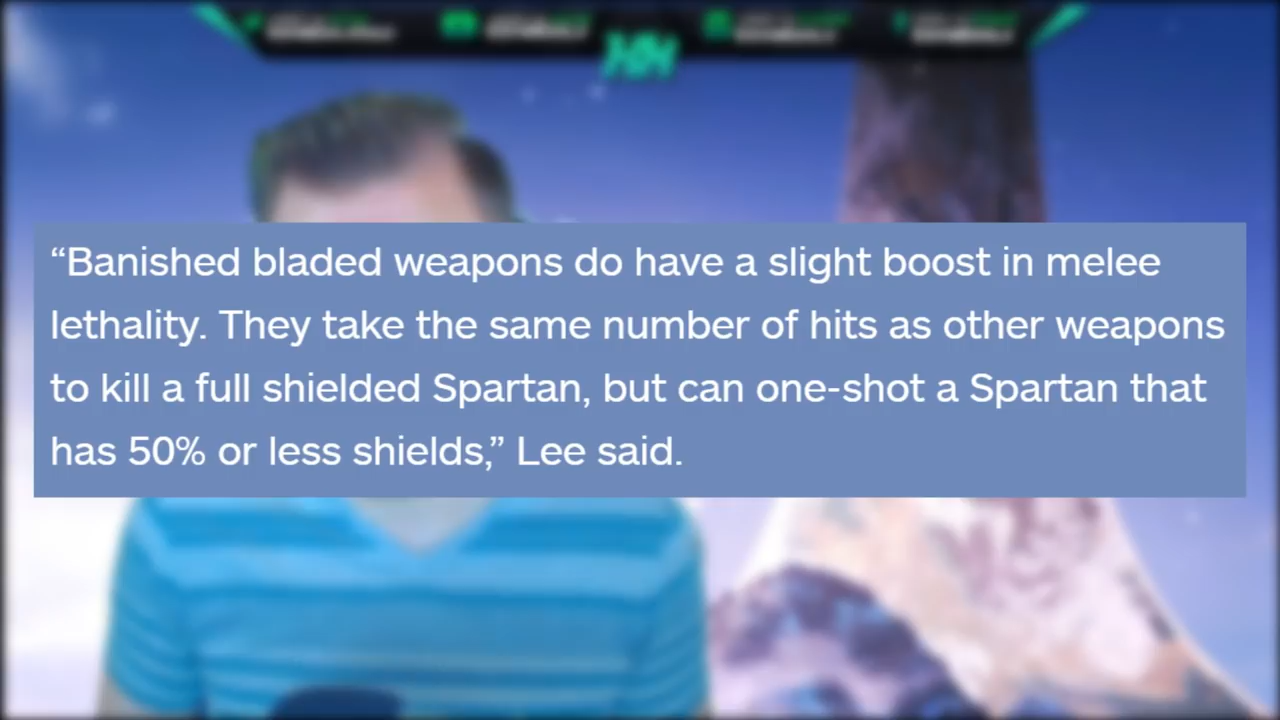 “Banished bladed weapons do have a slight boost in melee
lethality. They take the same number of hits as other weapons
to kill a full shielded Spartan, but can one-shot a Spartan that
has 50% or less shields,” Lee said.